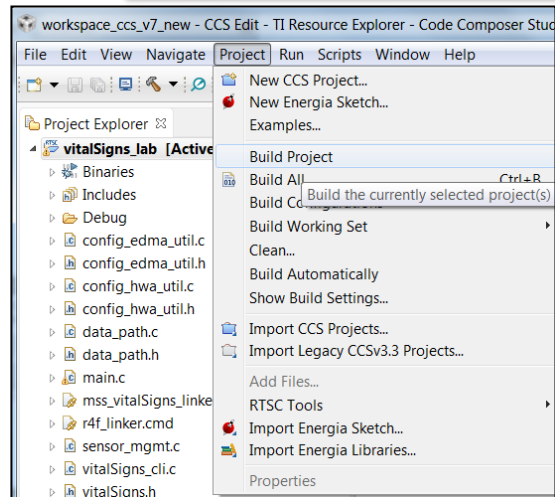 workspace_ccs_v7_new - CCS Edit - TI Resource Explorer - Code Composer Stud
File Edit View Navigate Project Run Scripts Window Help
Project Explorer
vitalSigns_lab [Active
Binaries
Includes
Debug
config_edma_util.c
config_edma_util.h
config_hwa_util.c
config_hwa_util.h
data_path.c
data_path.h
main.c
mss_vitalSigns_linke
r4f_linker.cmd
sensor_mgmt.c
vitalSigns_cli.c
vitalSigns.h
New CCS Project...
New Energia Sketch...
Examples...
Build Project
Build All Ctrl+B
Build the currently selected project(s)
Build Configurations
Build Working Set
Clean...
Build Automatically
Show Build Settings...
Import CCS Projects...
Import Legacy CCSv3.3 Projects...
Add Files...
RTSC Tools
Import Energia Sketch...
Import Energia Libraries...
Properties